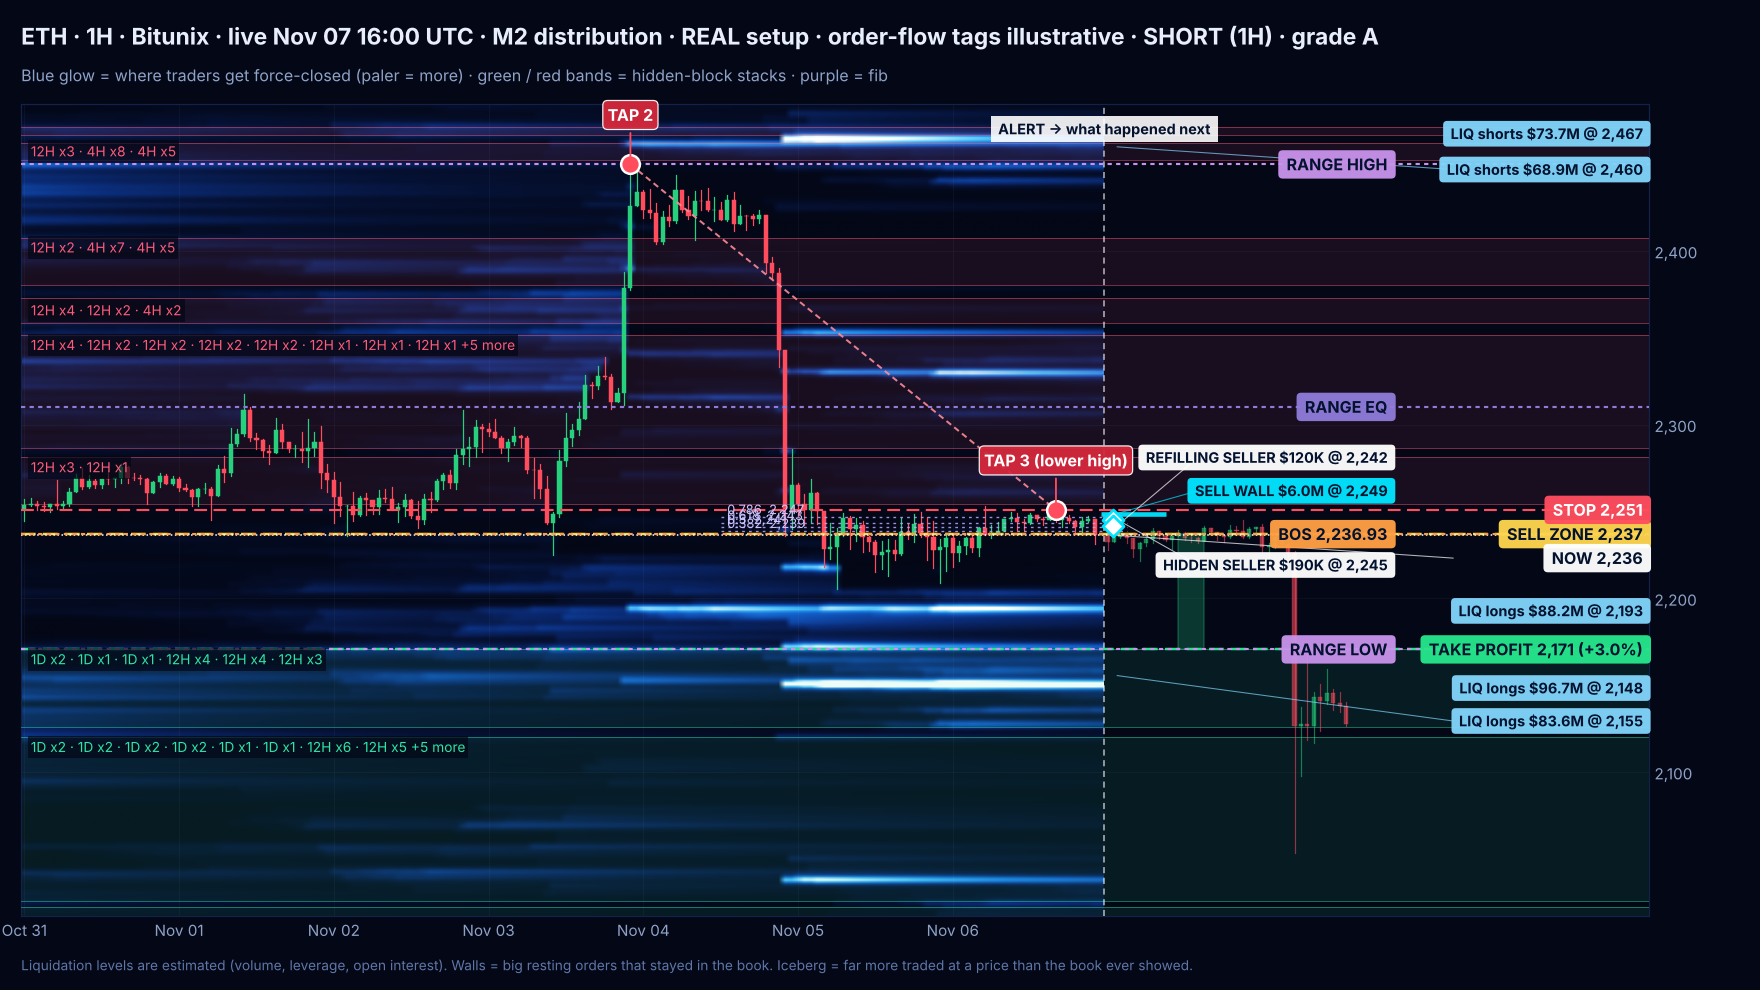 ETH · 1H · Bitunix · live Nov 07 16:00 UTC · M2 distribution · REAL setup · order-flow tags illustrative · SHORT (1H) · grade A
Blue glow = where traders get force-closed (paler = more) · green / red bands = hidden-block stacks · purple = fib
TAP 2
ALERT → what happened next
LIQ shorts $73.7M @ 2,467
12H x3 · 4H x8 · 4H x5
RANGE HIGH
LIQ shorts $68.9M @ 2,460
12H x2 · 4H x7 · 4H x5
2,400
12H x4 · 12H x2 · 4H x2
12H x4 · 12H x2 · 12H x2 · 12H x2 · 12H x2 · 12H x1 · 12H x1 · 12H x1 +5 more
RANGE EQ
2,300
TAP 3 (lower high)
REFILLING SELLER $120K @ 2,242
12H x3 · 12H x1
SELL WALL $6.0M @ 2,249
STOP 2,251
BOS 2,236.93
SELL ZONE 2,237
NOW 2,236
HIDDEN SELLER $190K @ 2,245
2,200
LIQ longs $88.2M @ 2,193
RANGE LOW
TAKE PROFIT 2,171 (+3.0%)
1D x2 · 1D x1 · 1D x1 · 12H x4 · 12H x4 · 12H x3
LIQ longs $96.7M @ 2,148
LIQ longs $83.6M @ 2,155
1D x2 · 1D x2 · 1D x2 · 1D x2 · 1D x1 · 1D x1 · 12H x6 · 12H x5 +5 more
2,100
Oct 31
Nov 01
Nov 02
Nov 03
Nov 04
Nov 05
Nov 06
Liquidation levels are estimated (volume, leverage, open interest). Walls = big resting orders that stayed in the book. Iceberg = far more traded at a price than the book ever showed.